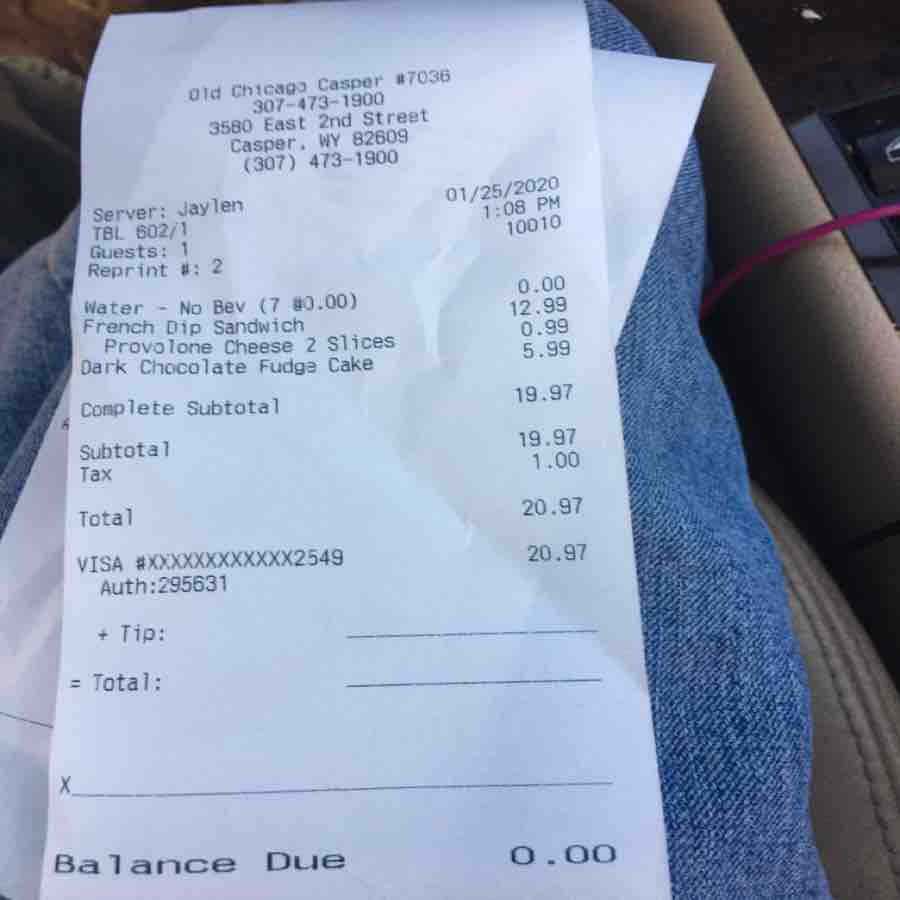 Old Chicago Casper #7036
307-473-1900
3580 East 2nd Street
Casper, WY 82609
(307) 473-1900
Server: Jaylen 01/25/2020
TBL 602/1 1:08 PM
Guests: 1 10010
Reprint #: 2
Water - No Bev (7 @0.00) 0.00
French Dip Sandwich 12.99
Provolone Cheese 2 Slices 0.99
Dark Chocolate Fudge Cake 5.99
Complete Subtotal 19.97
Subtotal 19.97
Tax 1.00
Total 20.97
VISA #XXXXXXXXXXXX2549 20.97
Auth:295631
+ Tip:
= Total:
X
Balance Due 0.00